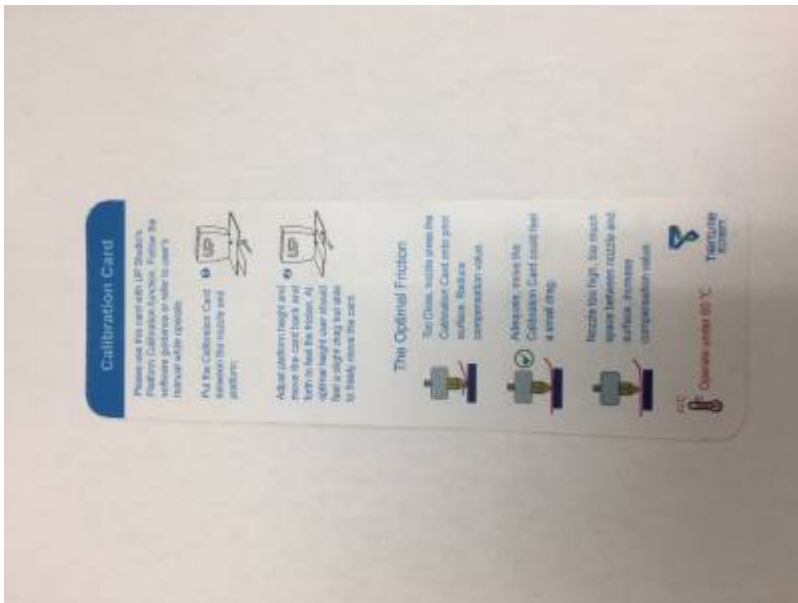 Calibration Card
Please use this card with UP Studio's
Position Calibration function. Follow the
software guidance or refer to user's
manual while operate.
Put the Calibration Card
between the nozzle and
platform.
1
UP
Adjust platform height and
move the card back and
forth to feel the friction. At
optimal height user should
feel a slight drag but able
to freely move the card.
2
UP
The Optimal Friction
Too Close, nozzle press the
Calibration Card onto print
surface. Reduce
compensation value.
Adequate, move the
Calibration Card could feel
a small drag.
Nozzle too high, too much
space between nozzle and
surface. Increase
compensation value
Operate under 60 °C
TIERTIME